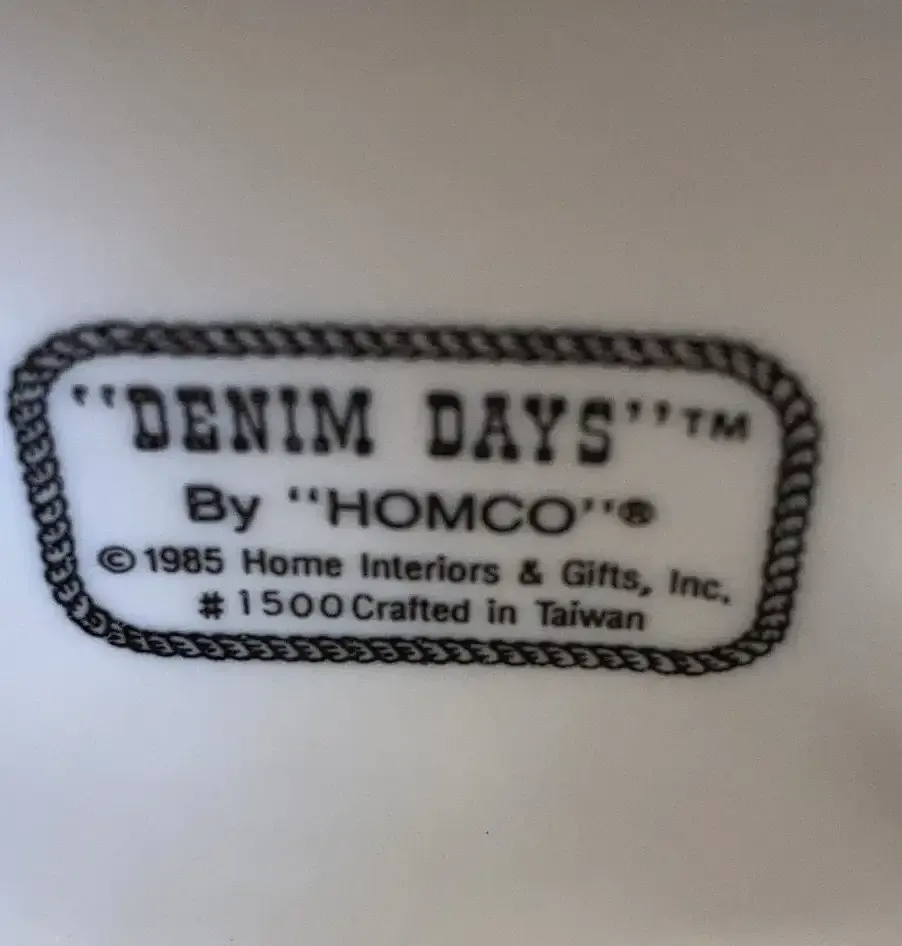 "DENIM DAYS"™
By "HOMCO"®
©1985 Home Interiors & Gifts, Inc.
#1500 Crafted in Taiwan